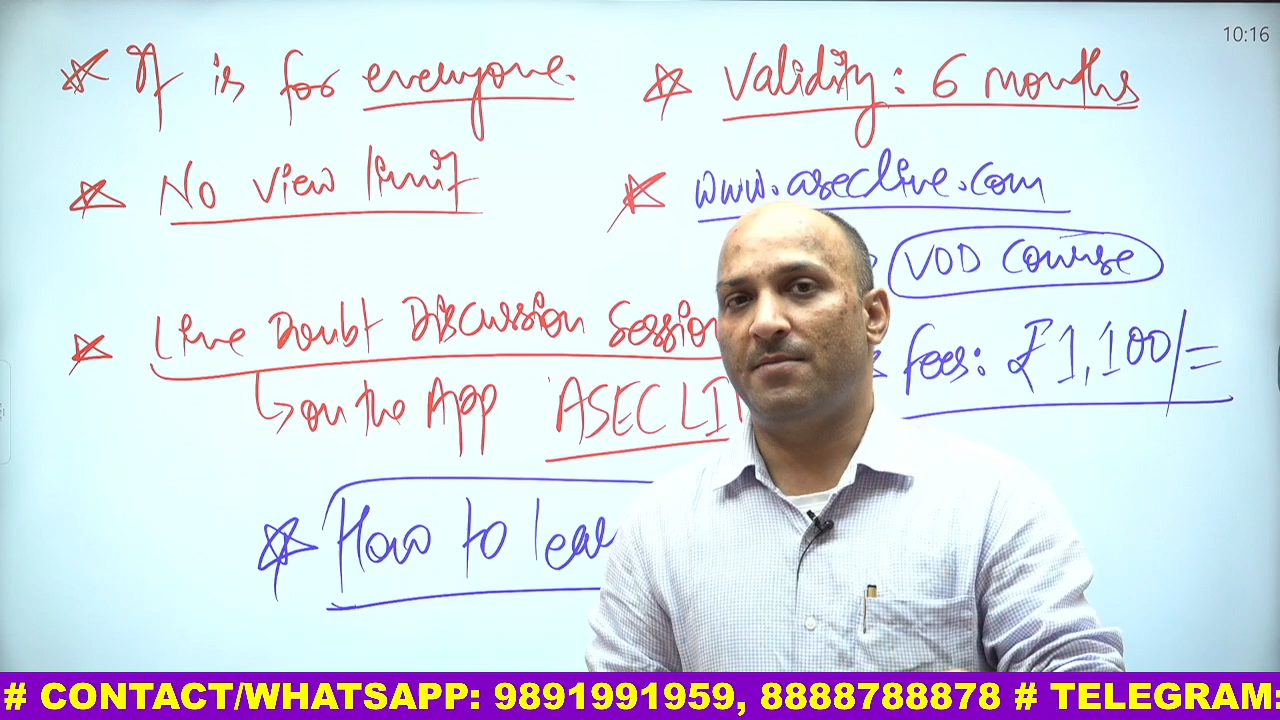 10:16
It is for everyone.
Validity: 6 months
No view limit
www.aseclive.com
VOD Course
Live Doubt Discussion Session
fees: ₹1,100/=
on the App ASEC LI
How to lear
# CONTACT/WHATSAPP: 9891991959, 8888788878 # TELEGRAM: